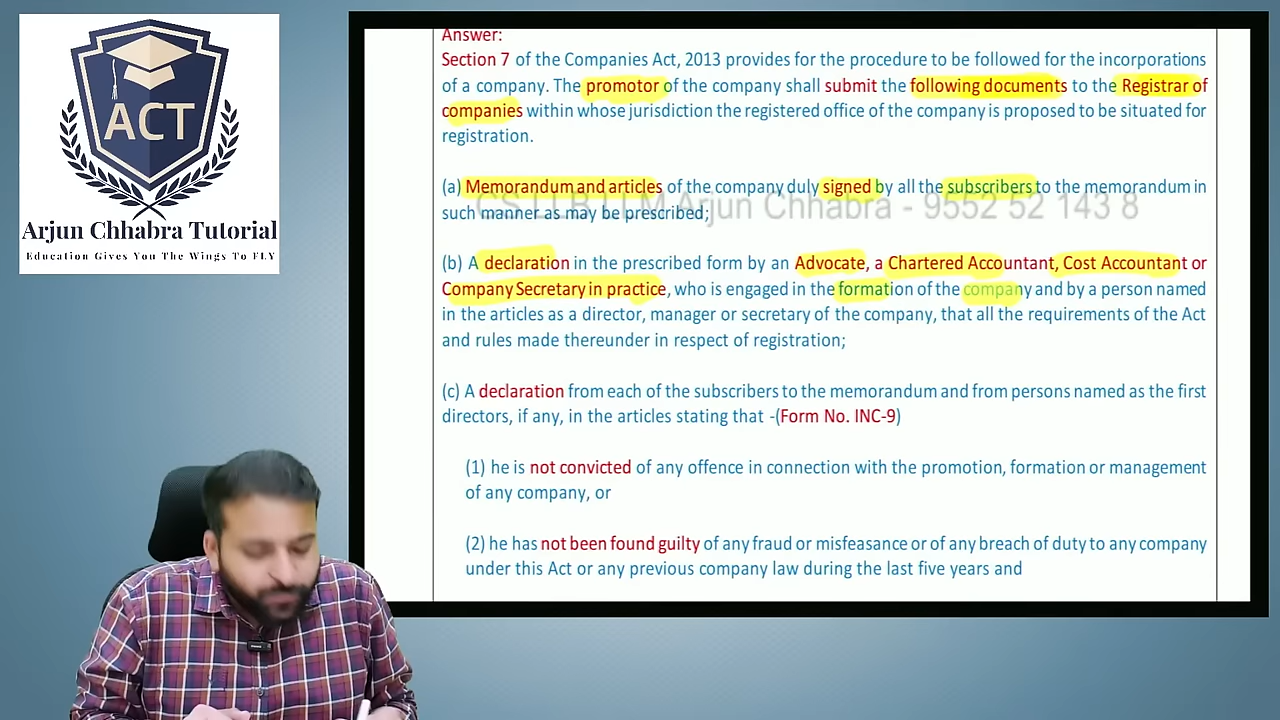 ACT
Arjun Chhabra Tutorial
Education Gives You The Wings To FLY
Answer:
Section 7 of the Companies Act, 2013 provides for the procedure to be followed for the incorporations
of a company. The promotor of the company shall submit the following documents to the Registrar of
companies within whose jurisdiction the registered office of the company is proposed to be situated for
registration.
(a) Memorandum and articles of the company duly signed by all the subscribers to the memorandum in
such manner as may be prescribed;
CS LLB LLM Arjun Chhabra - 9552 52 143 8
(b) A declaration in the prescribed form by an Advocate, a Chartered Accountant, Cost Accountant or
Company Secretary in practice, who is engaged in the formation of the company and by a person named
in the articles as a director, manager or secretary of the company, that all the requirements of the Act
and rules made thereunder in respect of registration;
(c) A declaration from each of the subscribers to the memorandum and from persons named as the first
directors, if any, in the articles stating that -(Form No. INC-9)
(1) he is not convicted of any offence in connection with the promotion, formation or management
of any company, or
(2) he has not been found guilty of any fraud or misfeasance or of any breach of duty to any company
under this Act or any previous company law during the last five years and